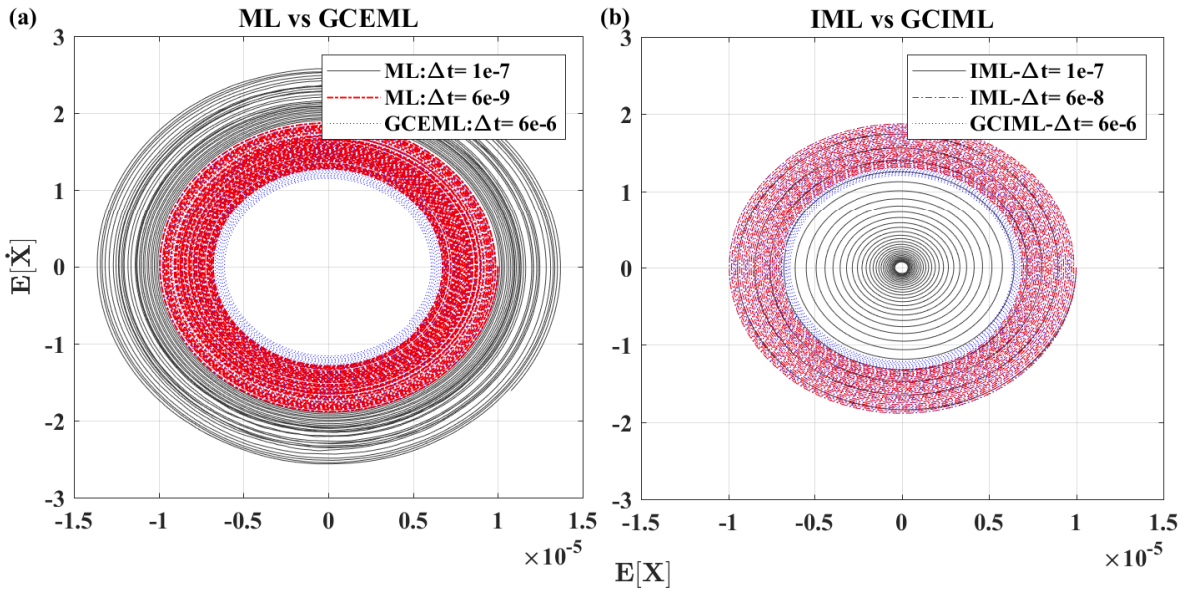 (a)
ML vs GCEML
ML:Δt= 1e-7
ML:Δt= 6e-9
GCEML:Δt= 6e-6
3
2
1
0
-1
-2
-3
E[Ẋ]
-1.5
-1
-0.5
0
0.5
1
1.5
×10-5
(b)
IML vs GCIML
IML-Δt= 1e-7
IML-Δt= 6e-8
GCIML-Δt= 6e-6
3
2
1
0
-1
-2
-3
-1.5
-1
-0.5
0
0.5
1
1.5
×10-5
E[X]